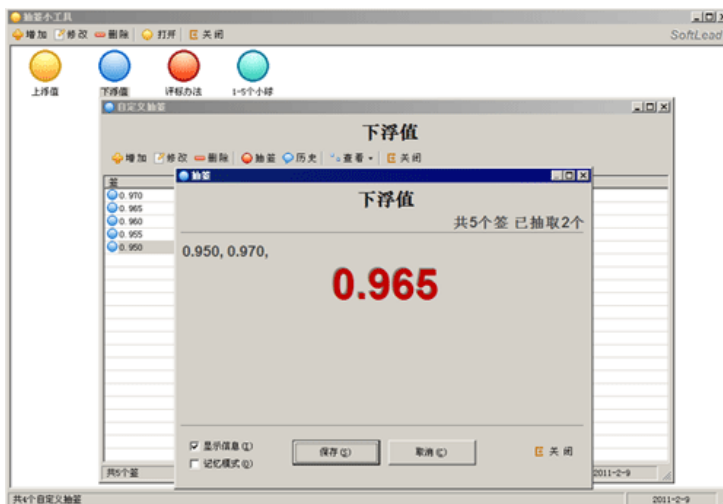 抽签小工具
增加 修改 删除 打开 关闭
SoftLead
上浮值 下浮值 评标办法 1-5个小球
自定义抽签
下浮值
增加 修改 删除 抽签 历史 查看 关闭
签
0.970
0.965
0.960
0.955
0.950
抽签
下浮值
共5个签 已抽取2个
0.950, 0.970,
0.965
显示信息(I)
记忆模式(Q)
保存(S) 取消(C) 关闭
共5个签 2011-2-9
共4个自定义抽签 2011-2-9